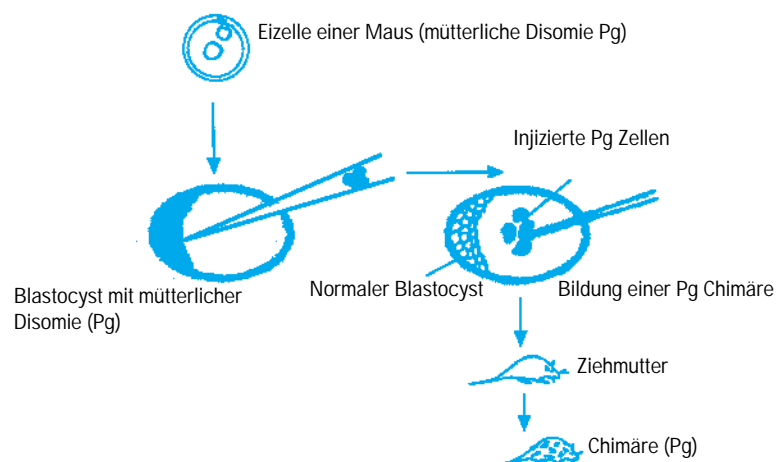 Eizelle einer Maus (mütterliche Disomie Pg)
Injizierte Pg Zellen
Blastocyst mit mütterlicher
Disomie (Pg)
Normaler Blastocyst
Bildung einer Pg Chimäre
Ziehmutter
Chimäre (Pg)